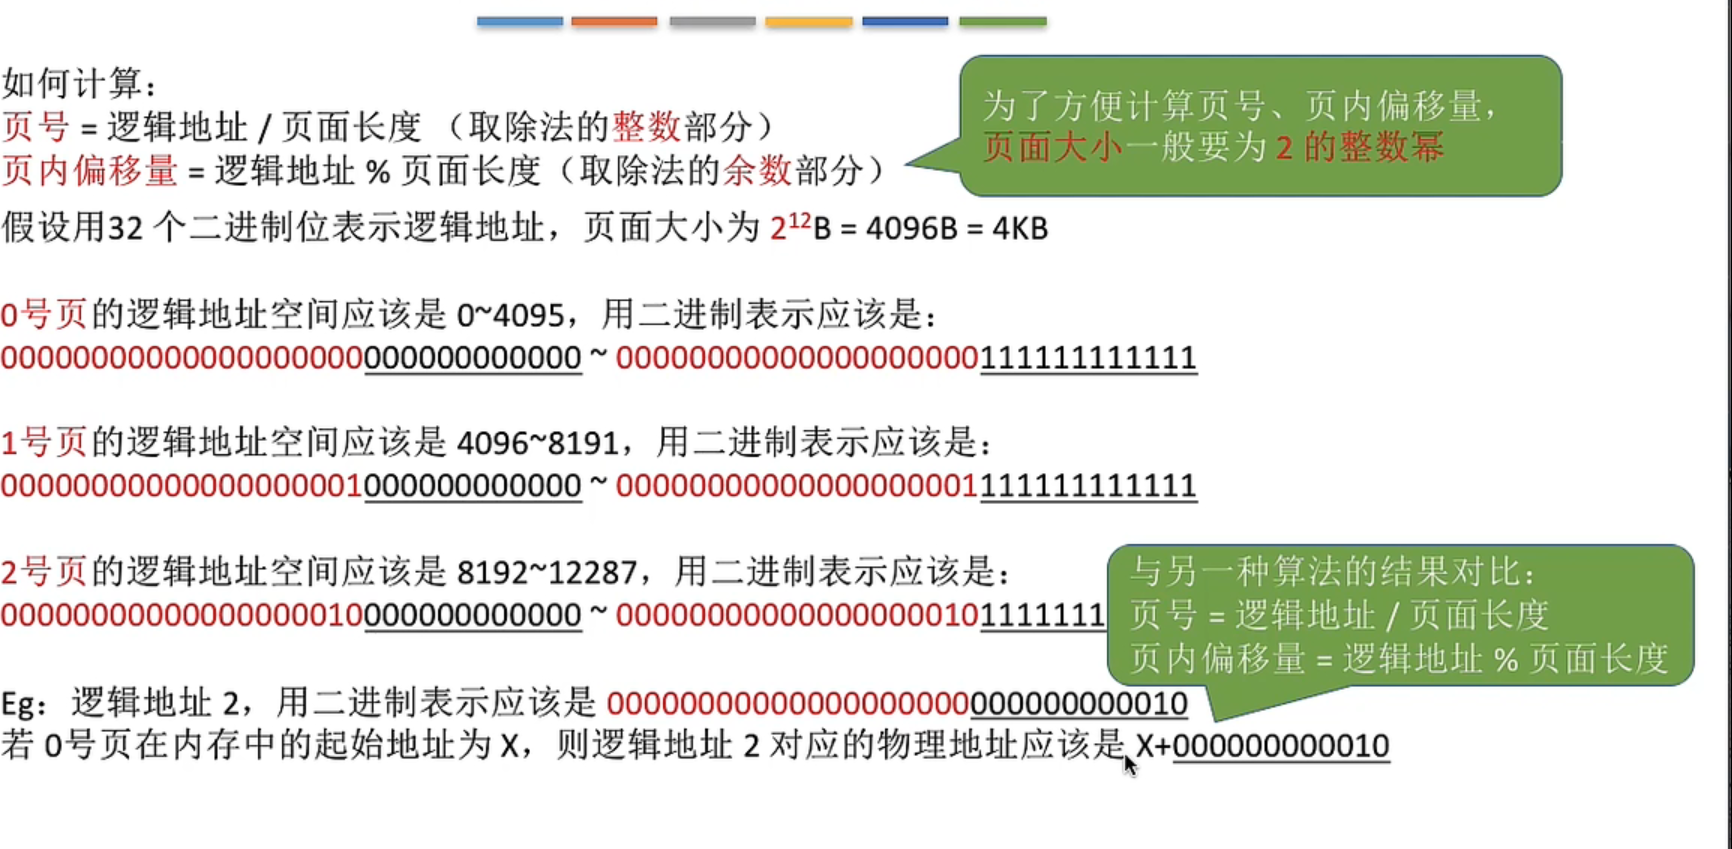 如何计算：
页号 = 逻辑地址 / 页面长度 （取除法的整数部分）
页内偏移量 = 逻辑地址 % 页面长度（取除法的余数部分）
为了方便计算页号、页内偏移量，
页面大小一般要为 2 的整数幂
假设用32 个二进制位表示逻辑地址，页面大小为 2¹²B = 4096B = 4KB
0号页的逻辑地址空间应该是 0~4095，用二进制表示应该是：
00000000000000000000000000000000 ~ 00000000000000000000111111111111
1号页的逻辑地址空间应该是 4096~8191，用二进制表示应该是：
00000000000000000001000000000000 ~ 00000000000000000001111111111111
2号页的逻辑地址空间应该是 8192~12287，用二进制表示应该是：
00000000000000000010000000000000 ~ 000000000000000000101111111
与另一种算法的结果对比：
页号 = 逻辑地址 / 页面长度
页内偏移量 = 逻辑地址 % 页面长度
Eg：逻辑地址 2，用二进制表示应该是 00000000000000000000000000000010
若 0号页在内存中的起始地址为 X，则逻辑地址 2 对应的物理地址应该是 X+000000000010